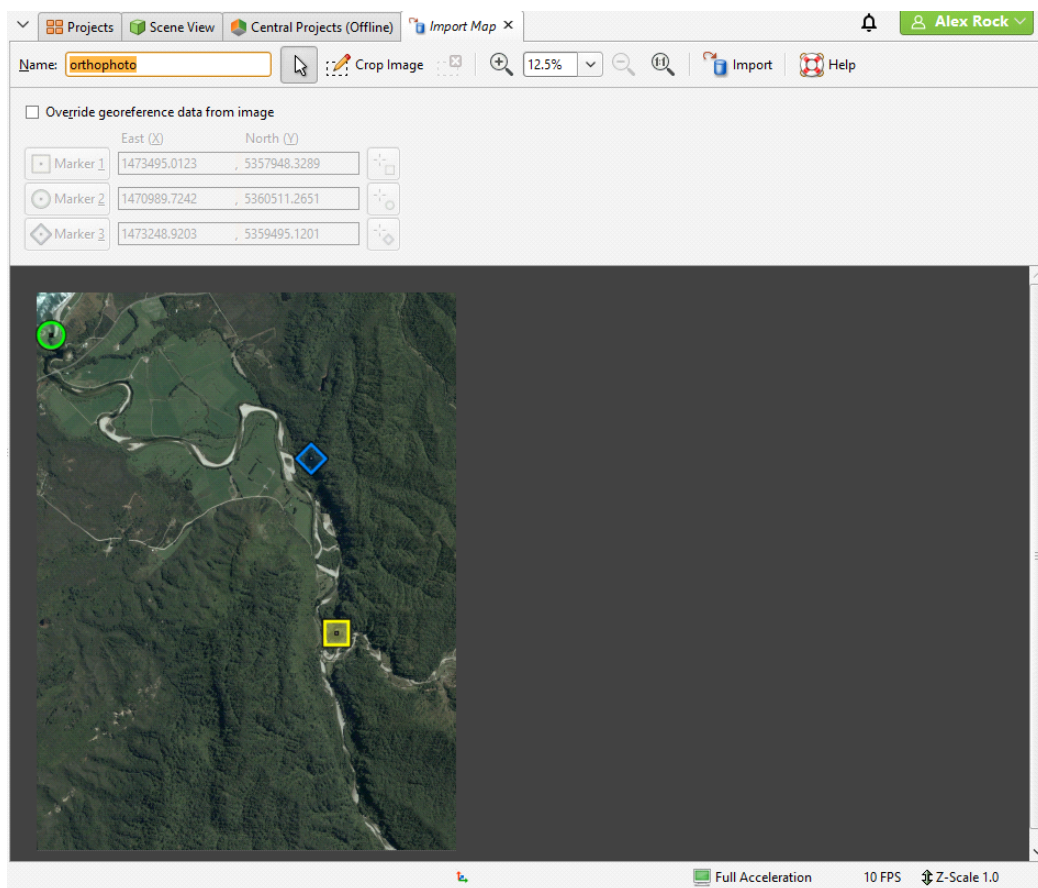 Projects Scene View Central Projects (Offline) Import Map Alex Rock
Name: orthophoto Crop Image 12.5% 1:1 Import Help
Override georeference data from image
East (X) North (Y)
Marker 1 1473495.0123 , 5357948.3289
Marker 2 1470989.7242 , 5360511.2651
Marker 3 1473248.9203 , 5359495.1201
Full Acceleration 10 FPS Z-Scale 1.0